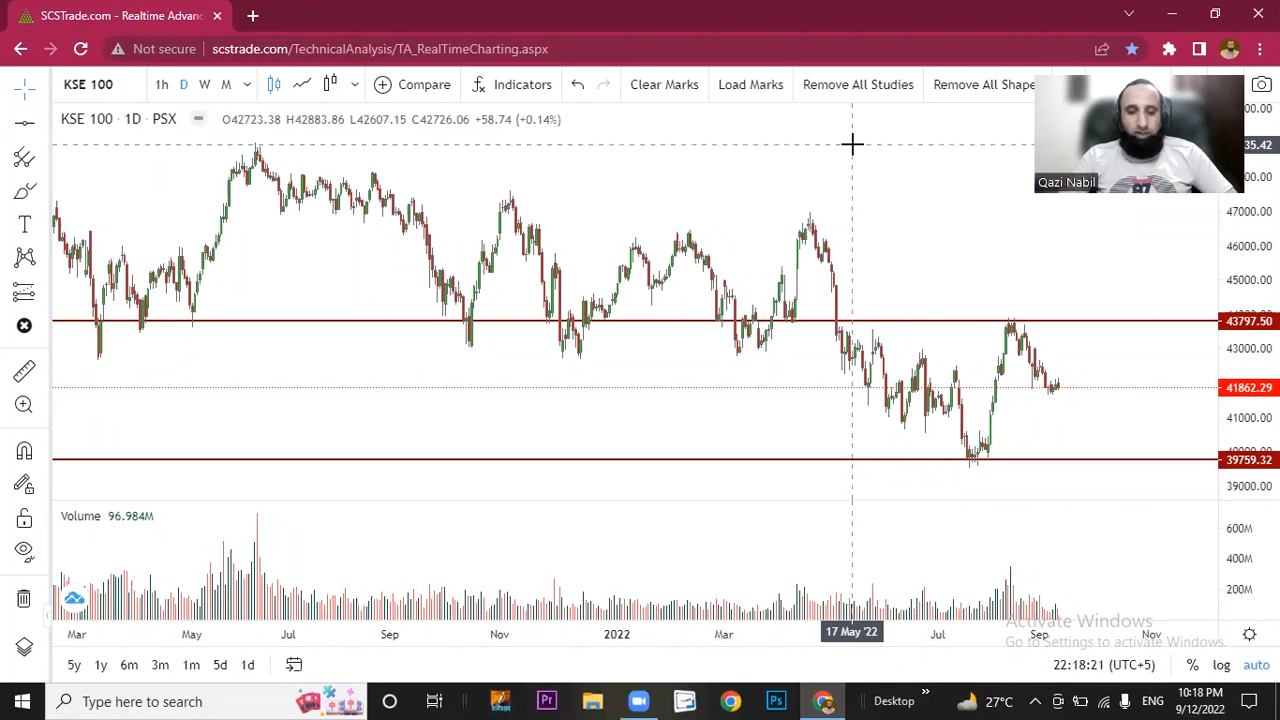 SCSTrade.com - Realtime Advanc
Not secure
scstrade.com/TechnicalAnalysis/TA_RealTimeCharting.aspx
KSE 100
1h D W M
Compare
Indicators
Clear Marks
Load Marks
Remove All Studies
Remove All Shape
KSE 100 · 1D · PSX
O42723.38 H42883.86 L42607.15 C42726.06 +58.74 (+0.14%)
Qazi Nabil
35.42
47000.00
46000.00
45000.00
43797.50
43000.00
41862.29
41000.00
39759.32
39000.00
Volume 96.984M
600M
400M
200M
Mar May Jul Sep Nov 2022 Mar 17 May '22 Jul Sep Nov
Activate Windows
Go to Settings to activate Windows.
5y 1y 6m 3m 1m 5d 1d
22:18:21 (UTC+5)
% log auto
Type here to search
Pr
Ps
Desktop
27°C
ENG
10:18 PM
9/12/2022